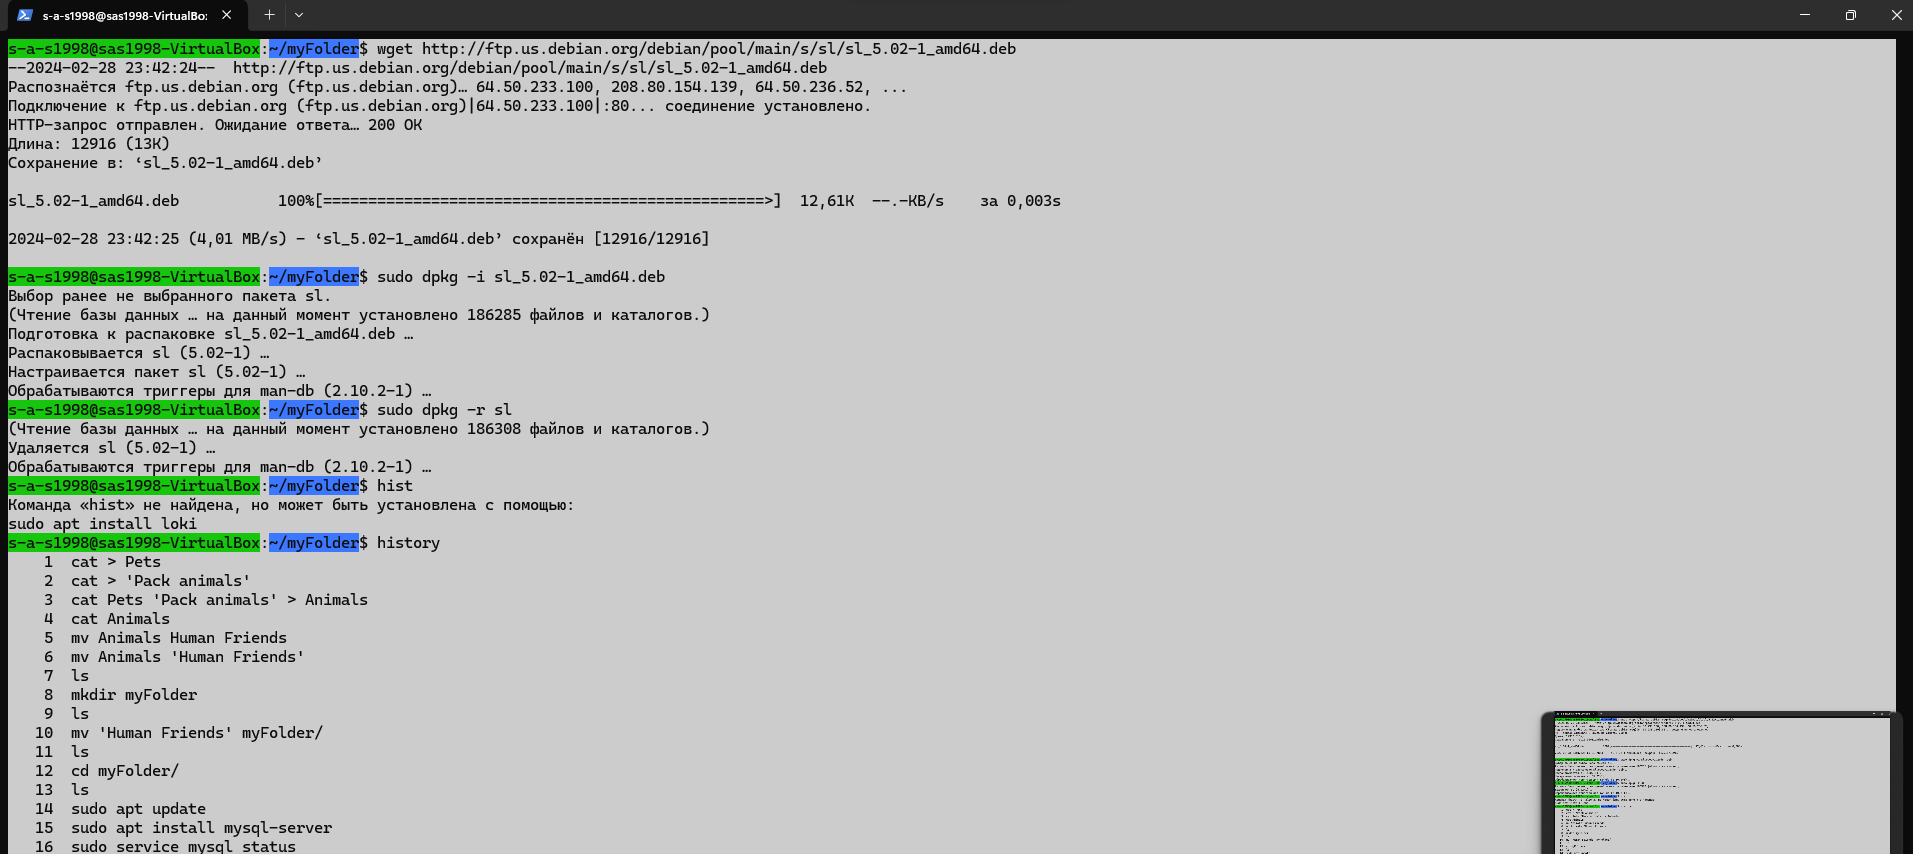 s-a-s1998@sas1998-VirtualBo:
s-a-s1998@sas1998-VirtualBox:~/myFolder$ wget http://ftp.us.debian.org/debian/pool/main/s/sl/sl_5.02-1_amd64.deb
--2024-02-28 23:42:24--  http://ftp.us.debian.org/debian/pool/main/s/sl/sl_5.02-1_amd64.deb
Распознаётся ftp.us.debian.org (ftp.us.debian.org)… 64.50.233.100, 208.80.154.139, 64.50.236.52, ...
Подключение к ftp.us.debian.org (ftp.us.debian.org)|64.50.233.100|:80... соединение установлено.
HTTP-запрос отправлен. Ожидание ответа… 200 OK
Длина: 12916 (13K)
Сохранение в: ‘sl_5.02-1_amd64.deb’
sl_5.02-1_amd64.deb           100%[=================================================>]  12,61K  --.-KB/s    за 0,003s
2024-02-28 23:42:25 (4,01 MB/s) - ‘sl_5.02-1_amd64.deb’ сохранён [12916/12916]
s-a-s1998@sas1998-VirtualBox:~/myFolder$ sudo dpkg -i sl_5.02-1_amd64.deb
Выбор ранее не выбранного пакета sl.
(Чтение базы данных … на данный момент установлено 186285 файлов и каталогов.)
Подготовка к распаковке sl_5.02-1_amd64.deb …
Распаковывается sl (5.02-1) …
Настраивается пакет sl (5.02-1) …
Обрабатываются триггеры для man-db (2.10.2-1) …
s-a-s1998@sas1998-VirtualBox:~/myFolder$ sudo dpkg -r sl
(Чтение базы данных … на данный момент установлено 186308 файлов и каталогов.)
Удаляется sl (5.02-1) …
Обрабатываются триггеры для man-db (2.10.2-1) …
s-a-s1998@sas1998-VirtualBox:~/myFolder$ hist
Команда «hist» не найдена, но может быть установлена с помощью:
sudo apt install loki
s-a-s1998@sas1998-VirtualBox:~/myFolder$ history
1  cat > Pets
2  cat > 'Pack animals'
3  cat Pets 'Pack animals' > Animals
4  cat Animals
5  mv Animals Human Friends
6  mv Animals 'Human Friends'
7  ls
8  mkdir myFolder
9  ls
10  mv 'Human Friends' myFolder/
11  ls
12  cd myFolder/
13  ls
14  sudo apt update
15  sudo apt install mysql-server
16  sudo service mysql status